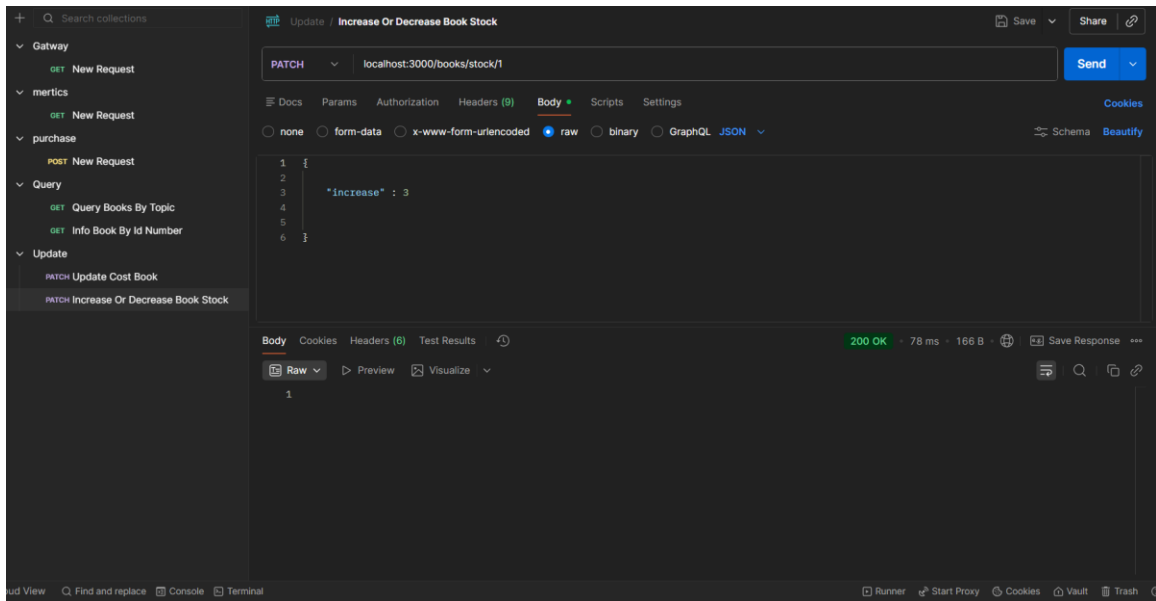 Search collections
Gatway
GET New Request
mertics
GET New Request
purchase
POST New Request
Query
GET Query Books By Topic
GET Info Book By Id Number
Update
PATCH Update Cost Book
PATCH Increase Or Decrease Book Stock
HTTP Update / Increase Or Decrease Book Stock
Save Share
PATCH localhost:3000/books/stock/1 Send
Docs Params Authorization Headers (9) Body Scripts Settings Cookies
none form-data x-www-form-urlencoded raw binary GraphQL JSON Schema Beautify
1 {
2
3 "increase" : 3
4
5
6 }
Body Cookies Headers (6) Test Results 200 OK 78 ms 166 B Save Response
Raw Preview Visualize
1
oud View Find and replace Console Terminal Runner Start Proxy Cookies Vault Trash